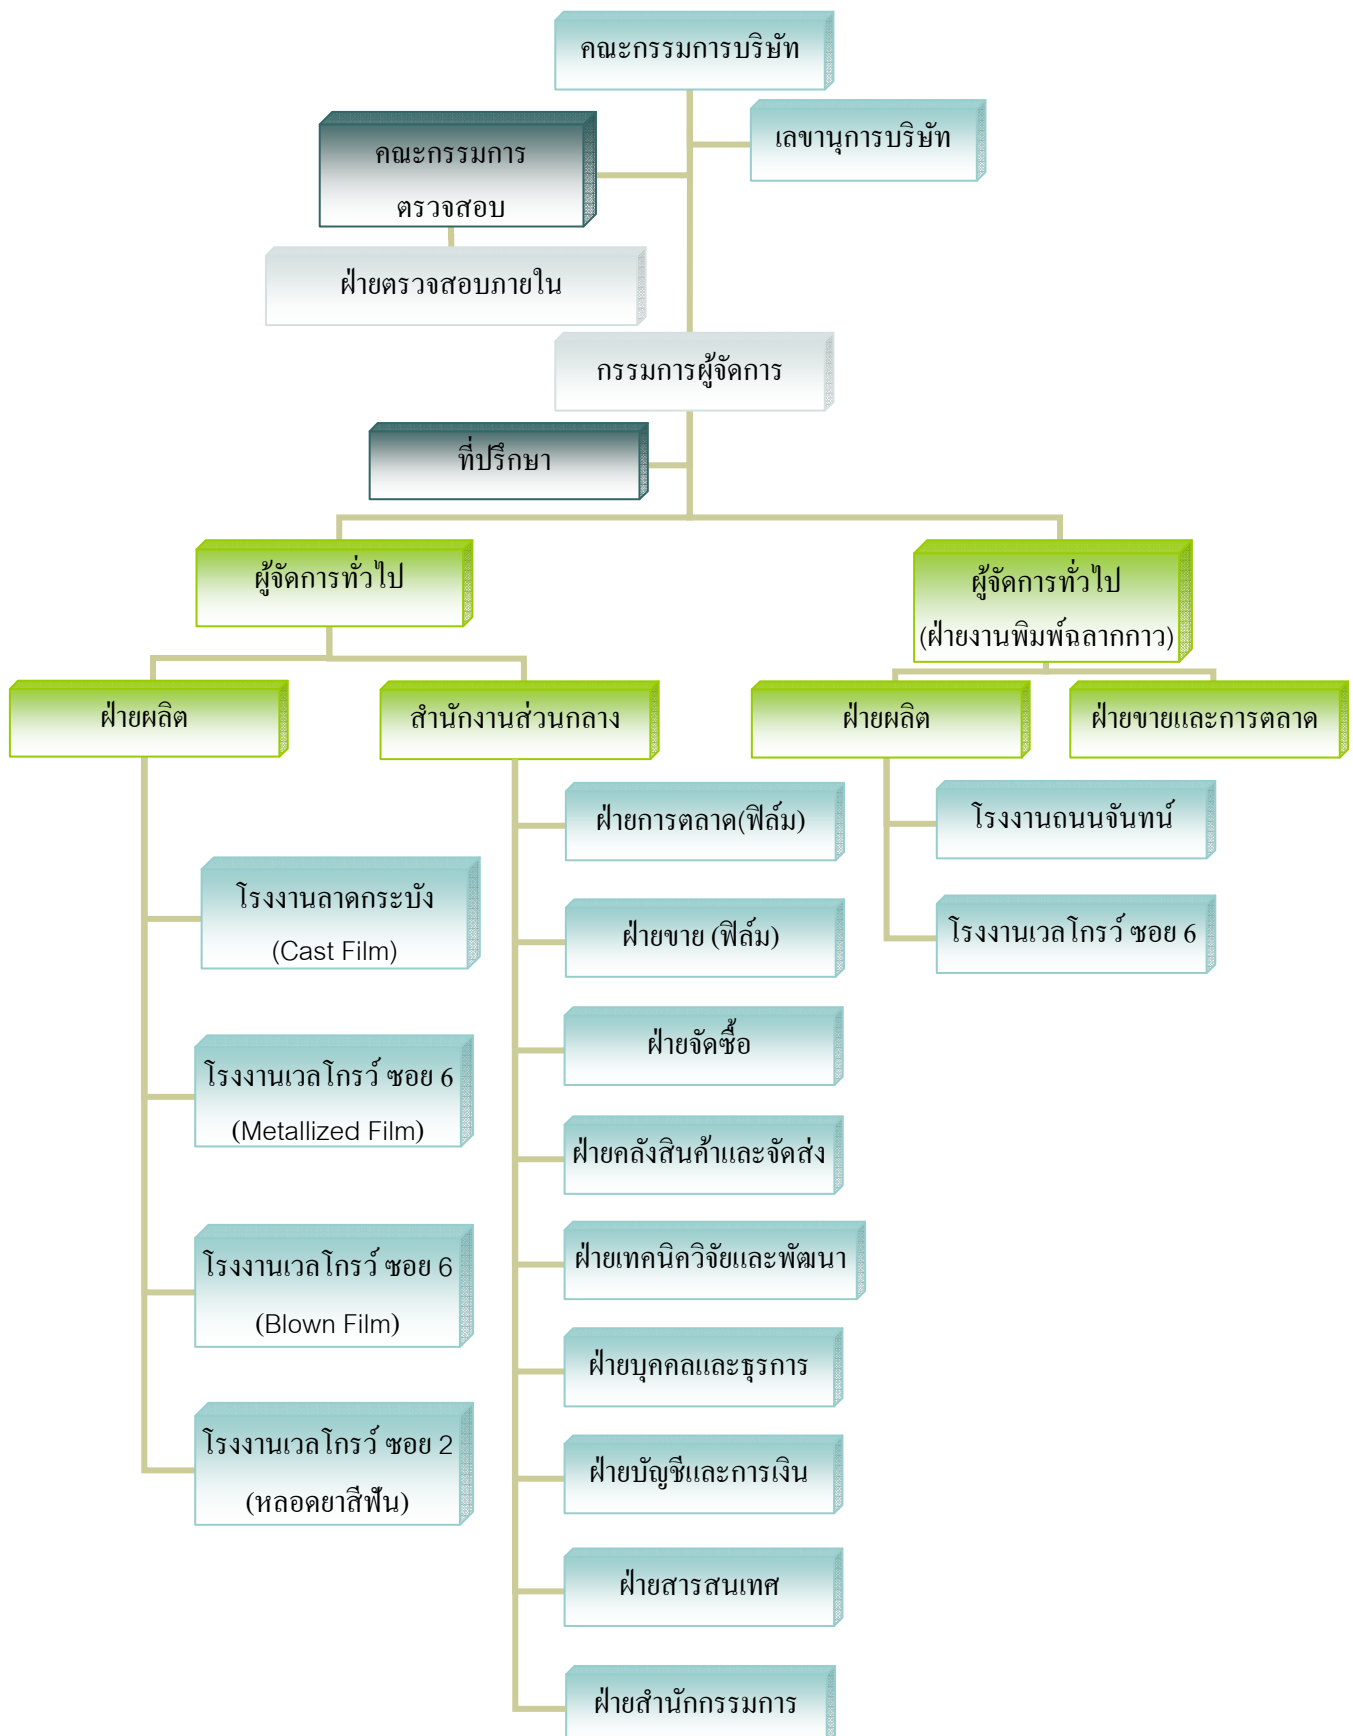 คณะกรรมการบริษัท
เลขานุการบริษัท
คณะกรรมการ
ตรวจสอบ
ฝ่ายตรวจสอบภายใน
กรรมการผู้จัดการ
ที่ปรึกษา
ผู้จัดการทั่วไป
ผู้จัดการทั่วไป
(ฝ่ายงานพิมพ์ฉลากกาว)
ฝ่ายผลิต
สำนักงานส่วนกลาง
ฝ่ายผลิต
ฝ่ายขายและการตลาด
โรงงานลาดกระบัง
(Cast Film)
โรงงานเวลโกรว์ ซอย 6
(Metallized Film)
โรงงานเวลโกรว์ ซอย 6
(Blown Film)
โรงงานเวลโกรว์ ซอย 2
(หลอดยาสีฟัน)
ฝ่ายการตลาด(ฟิล์ม)
ฝ่ายขาย (ฟิล์ม)
ฝ่ายจัดซื้อ
ฝ่ายคลังสินค้าและจัดส่ง
ฝ่ายเทคนิควิจัยและพัฒนา
ฝ่ายบุคคลและธุรการ
ฝ่ายบัญชีและการเงิน
ฝ่ายสารสนเทศ
ฝ่ายสำนักกรรมการ
โรงงานถนนจันทน์
โรงงานเวลโกรว์ ซอย 6